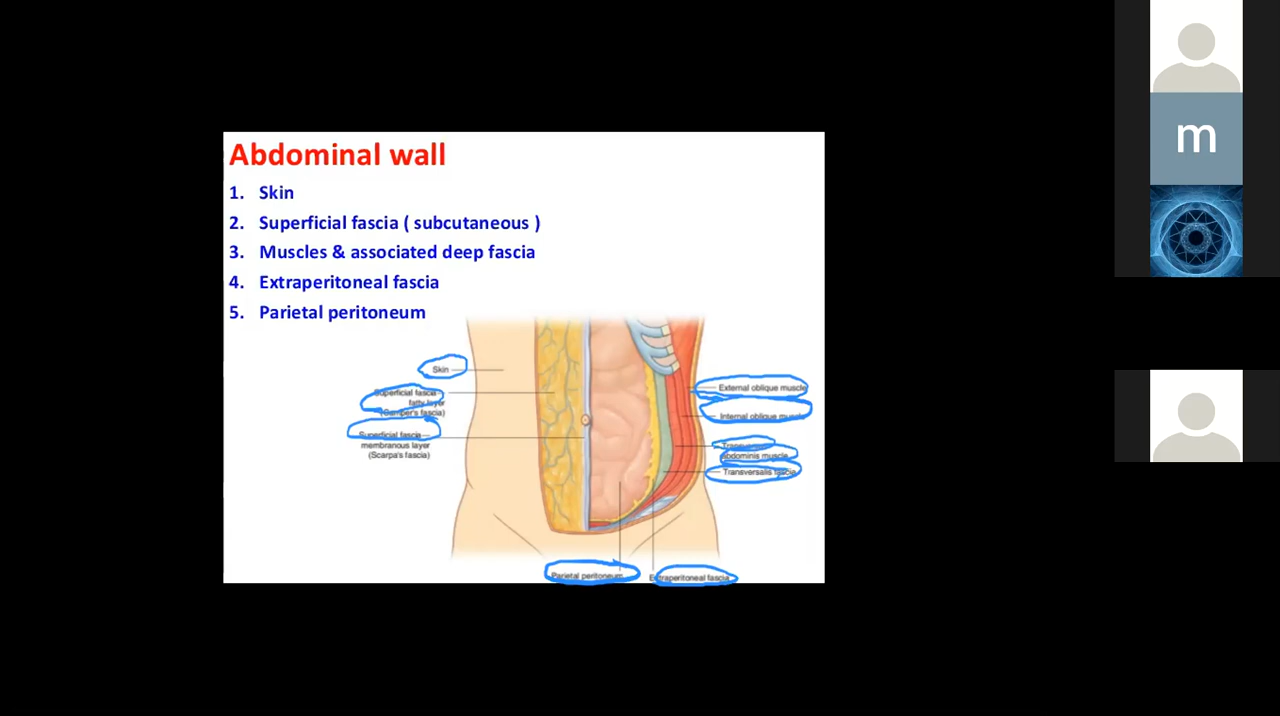 Abdominal wall
1. Skin
2. Superficial fascia ( subcutaneous )
3. Muscles & associated deep fascia
4. Extraperitoneal fascia
5. Parietal peritoneum
Skin
Superficial fascia
fatty layer
(Camper's fascia)
Superficial fascia
membranous layer
(Scarpa's fascia)
External oblique muscle
Internal oblique muscle
abdominis muscle
Transversalis fascia
Parietal peritoneum
Extraperitoneal fascia
m